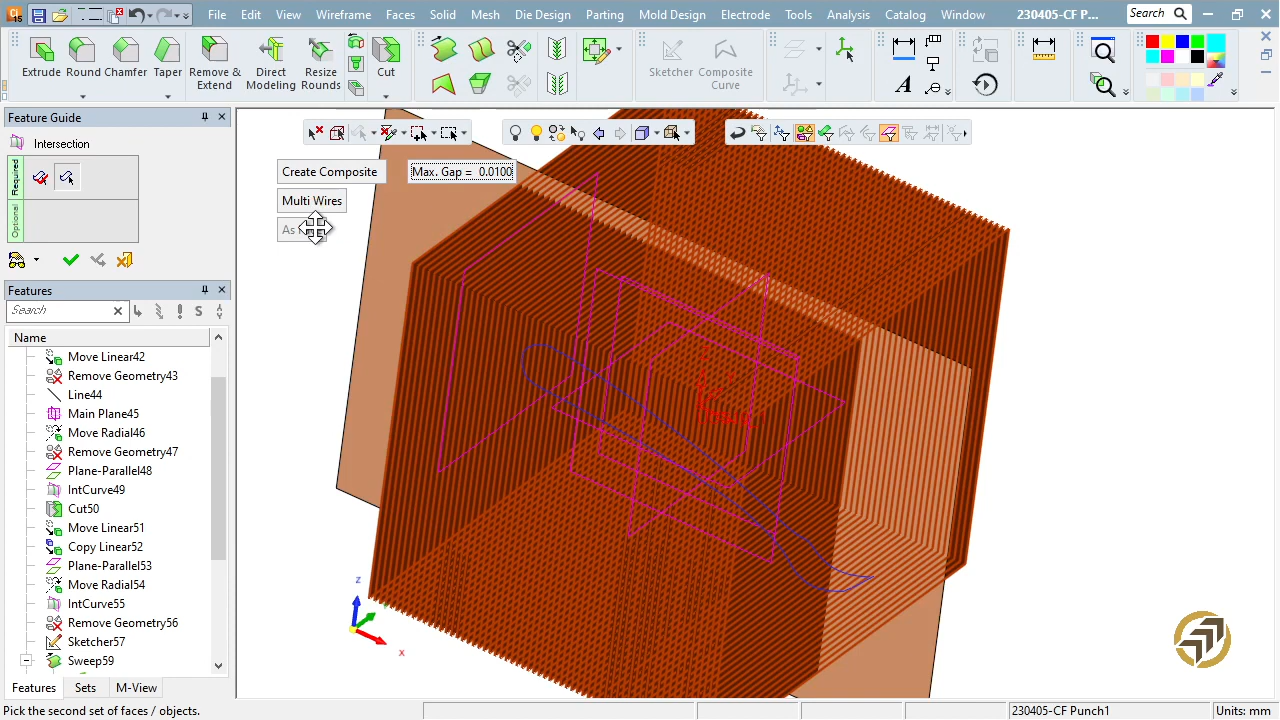 File Edit View Wireframe Faces Solid Mesh Die Design Parting Mold Design Electrode Tools Analysis Catalog Window 230405-CF P... Search
Extrude Round Chamfer Taper Remove & Extend Direct Modeling Resize Rounds Cut Sketcher Composite Curve
Feature Guide
Intersection
Required
Optional
Create Composite Max. Gap = 0.0100
Multi Wires
As
Features
Search
Name
Move Linear42
Remove Geometry43
Line44
Main Plane45
Move Radial46
Remove Geometry47
Plane-Parallel48
IntCurve49
Cut50
Move Linear51
Copy Linear52
Plane-Parallel53
Move Radial54
IntCurve55
Remove Geometry56
Sketcher57
Sweep59
z
x
Features Sets M-View
Pick the second set of faces / objects. 230405-CF Punch1 Units: mm